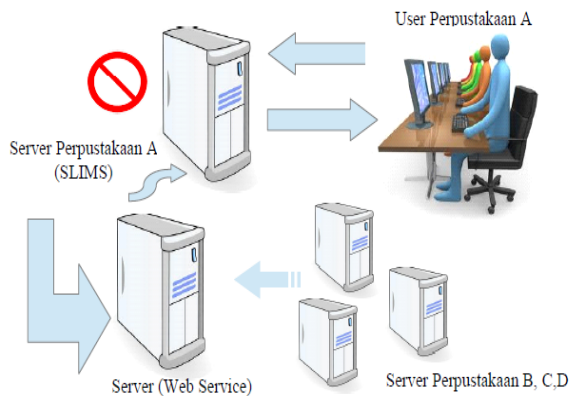 User Perpustakaan A
Server Perpustakaan A
(SLIMS)
Server (Web Service)
Server Perpustakaan B, C,D